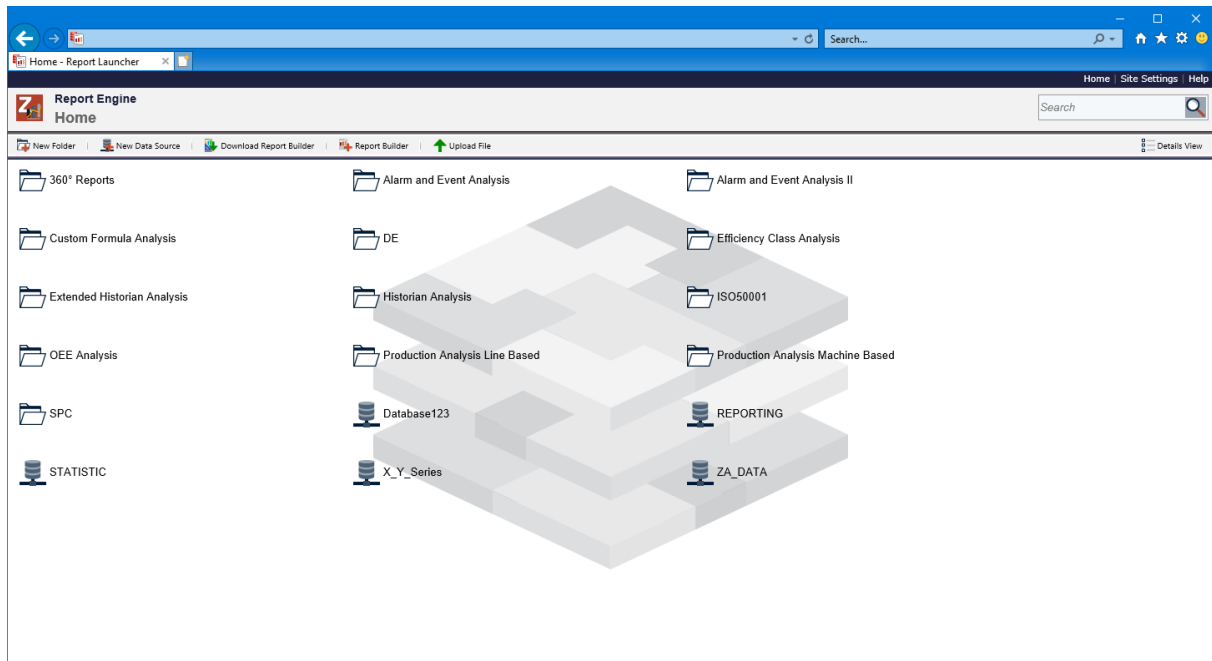 Search...
Home - Report Launcher
Home | Site Settings | Help
Report Engine
Home
Search
New Folder | New Data Source | Download Report Builder | Report Builder | Upload File Details View
360° Reports Alarm and Event Analysis Alarm and Event Analysis II
Custom Formula Analysis DE Efficiency Class Analysis
Extended Historian Analysis Historian Analysis ISO50001
OEE Analysis Production Analysis Line Based Production Analysis Machine Based
SPC Database123 REPORTING
STATISTIC X_Y_Series ZA_DATA